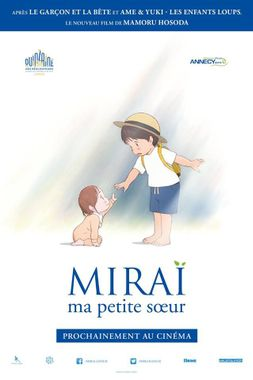 APRÈS LE GARÇON ET LA BÊTE ET AME & YUKI - LES ENFANTS LOUPS,
LE NOUVEAU FILM DE MAMORU HOSODA
QUINZAINE
ANNECY
MIRAÏ
ma petite sœur
PROCHAINEMENT AU CINÉMA